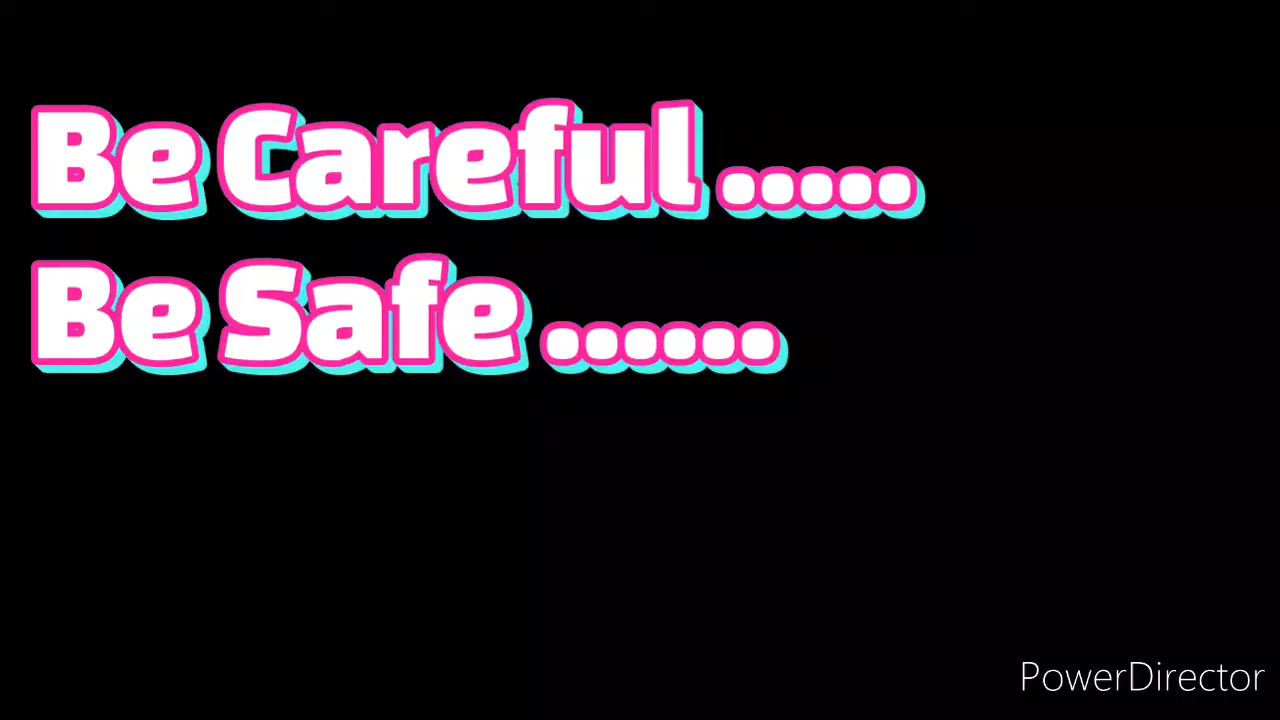 Be Careful .....
Be Safe ......
PowerDirector